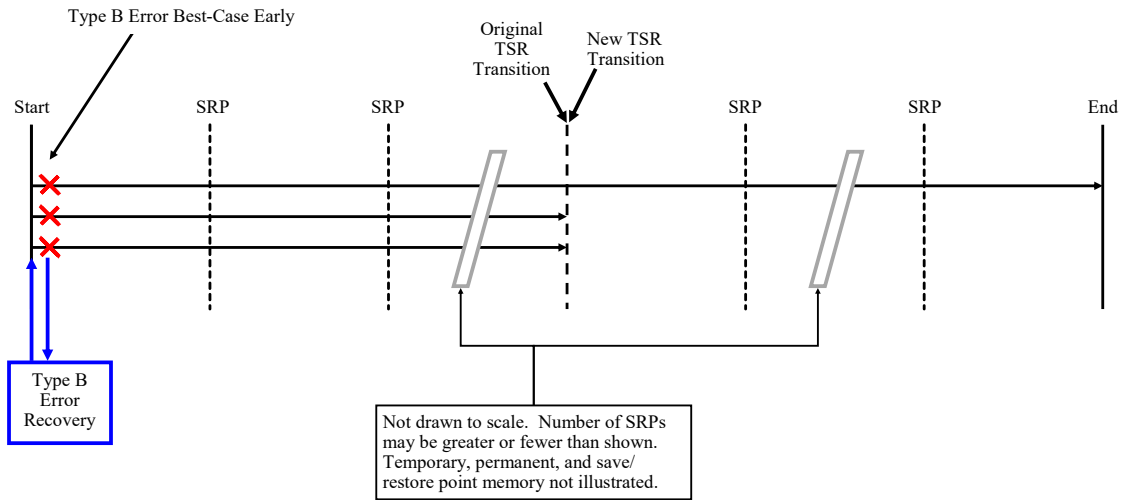 Type B Error Best-Case Early
Original
TSR
Transition
New TSR
Transition
Start
SRP
SRP
SRP
SRP
End
Type B
Error
Recovery
Not drawn to scale.  Number of SRPs
may be greater or fewer than shown.
Temporary, permanent, and save/
restore point memory not illustrated.